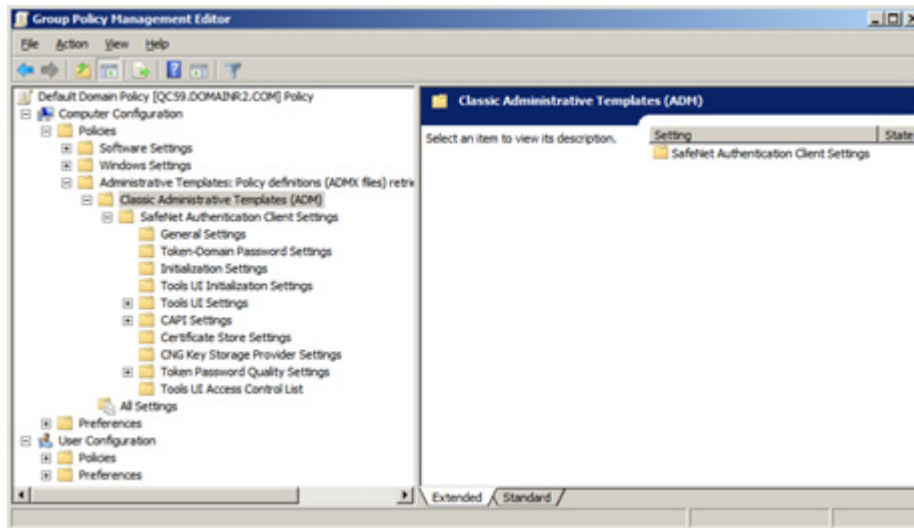 Group Policy Management Editor
File Action View Help
Default Domain Policy [QC59.DOMAINR2.COM] Policy
Computer Configuration
Policies
Software Settings
Windows Settings
Administrative Templates: Policy definitions (ADMX files) retrie
Classic Administrative Templates (ADM)
SafeNet Authentication Client Settings
General Settings
Token-Domain Password Settings
Initialization Settings
Tools UI Initialization Settings
Tools UI Settings
CAPI Settings
Certificate Store Settings
CNG Key Storage Provider Settings
Token Password Quality Settings
Tools UI Access Control List
All Settings
Preferences
User Configuration
Policies
Preferences
Classic Administrative Templates (ADM)
Select an item to view its description.
Setting State
SafeNet Authentication Client Settings
Extended Standard